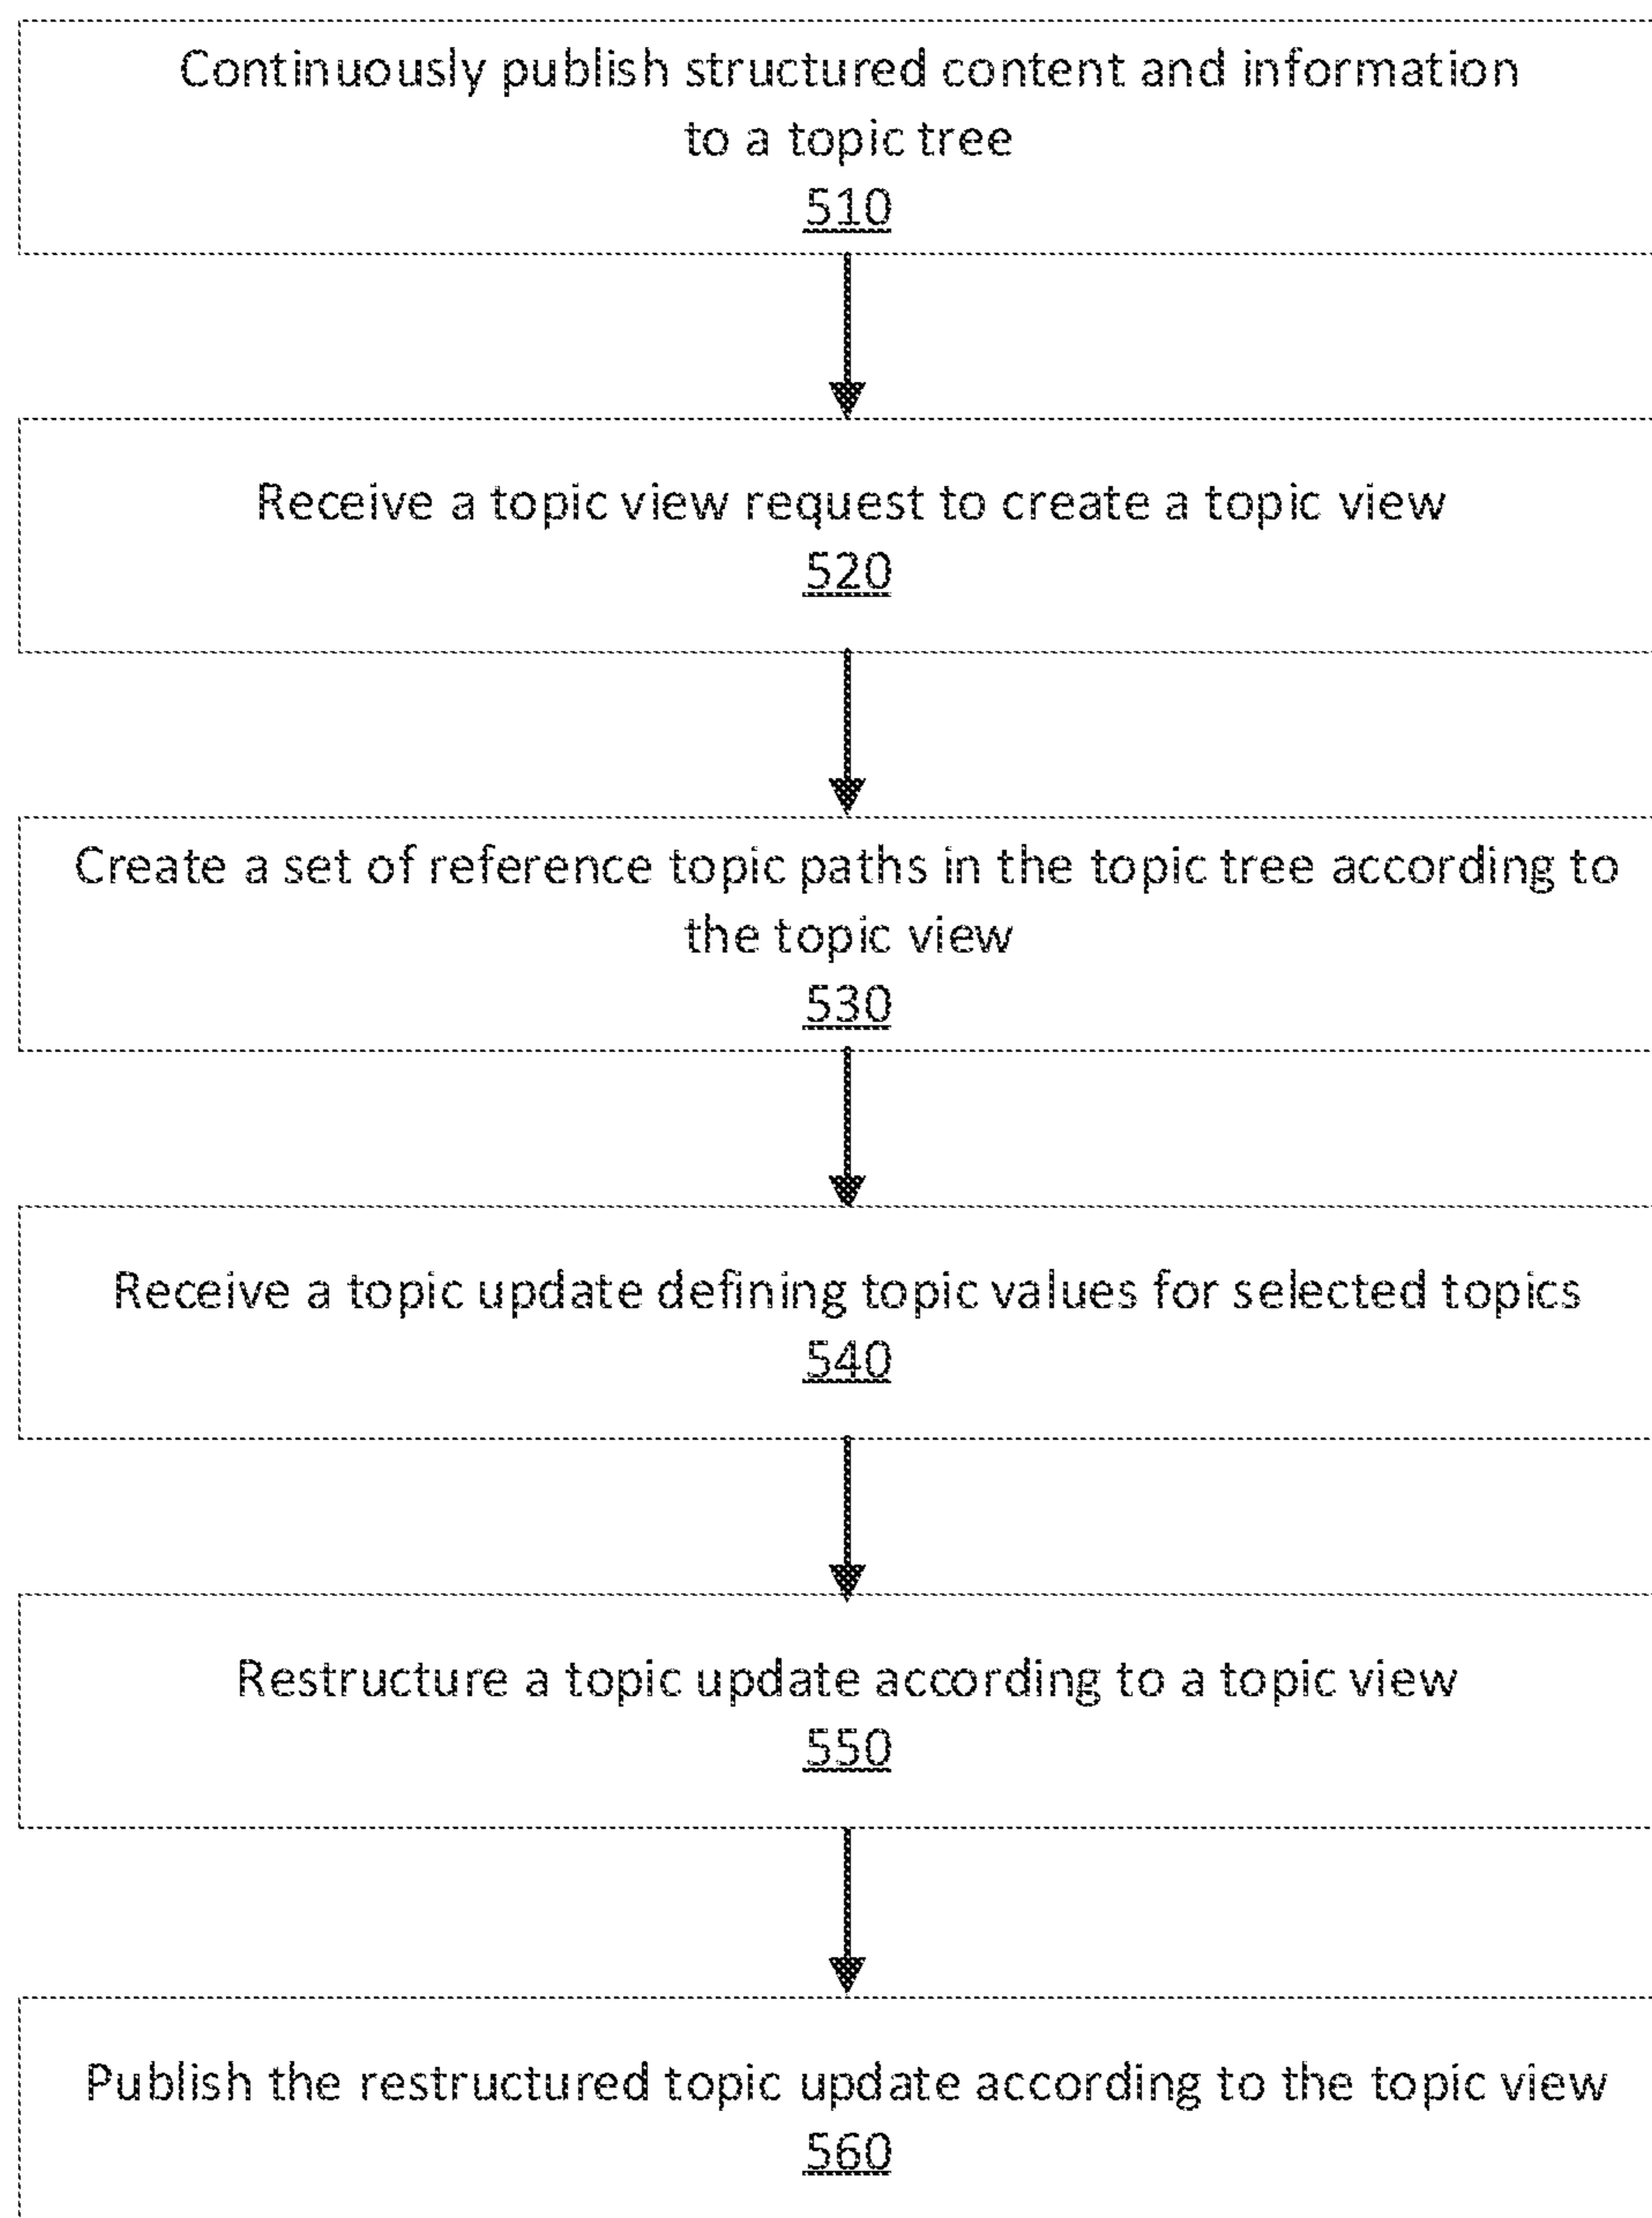 Continuously publish structured content and information
to a topic tree
510
Receive a topic view request to create a topic view
520
Create a set of reference topic paths in the topic tree according to
the topic view
530
Receive a topic update defining topic values for selected topics
540
Restructure a topic update according to a topic view
550
Publish the restructured topic update according to the topic view
560